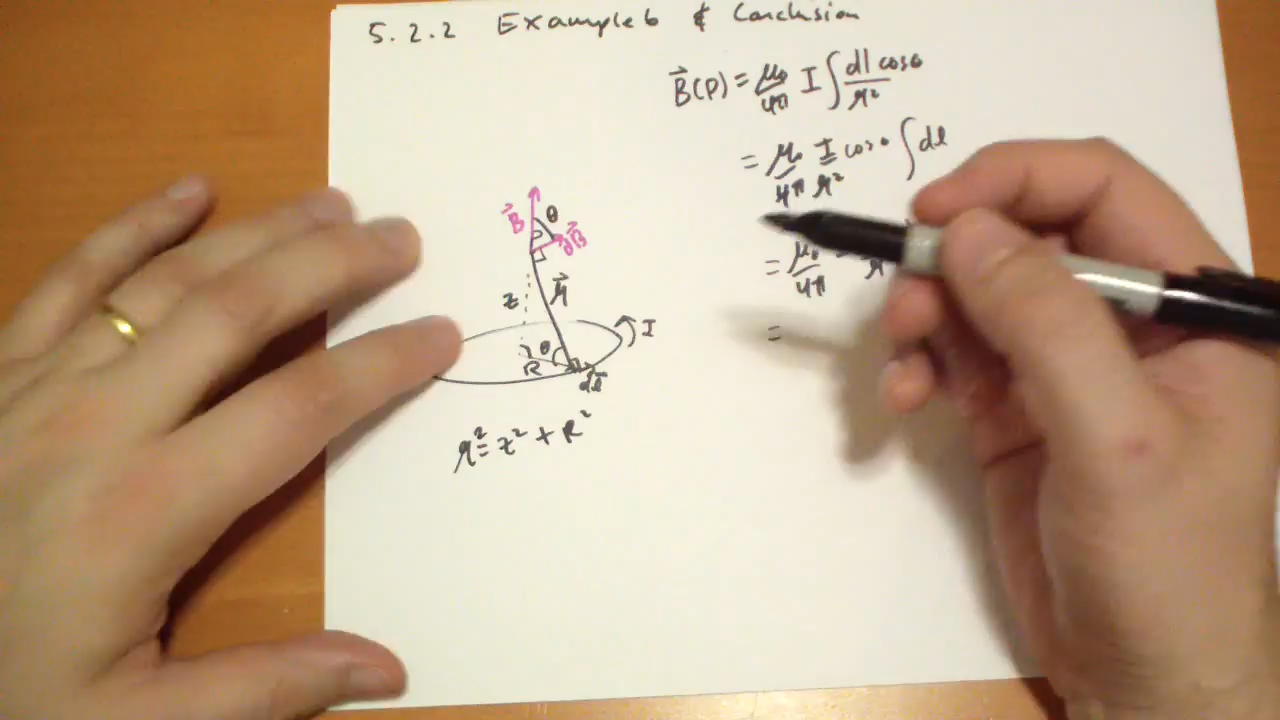 5.2.2 Example 6 & Conclusion
B⃗(P) = μ₀/4π I ∫ dl cosθ/𝓇²
= μ₀/4π I/𝓇² cosθ ∫ dl
= μ₀/4π
=
B⃗ θ
dB⃗
z 𝓇⃗
I
θ
R
dl⃗
𝓇² = z² + R²